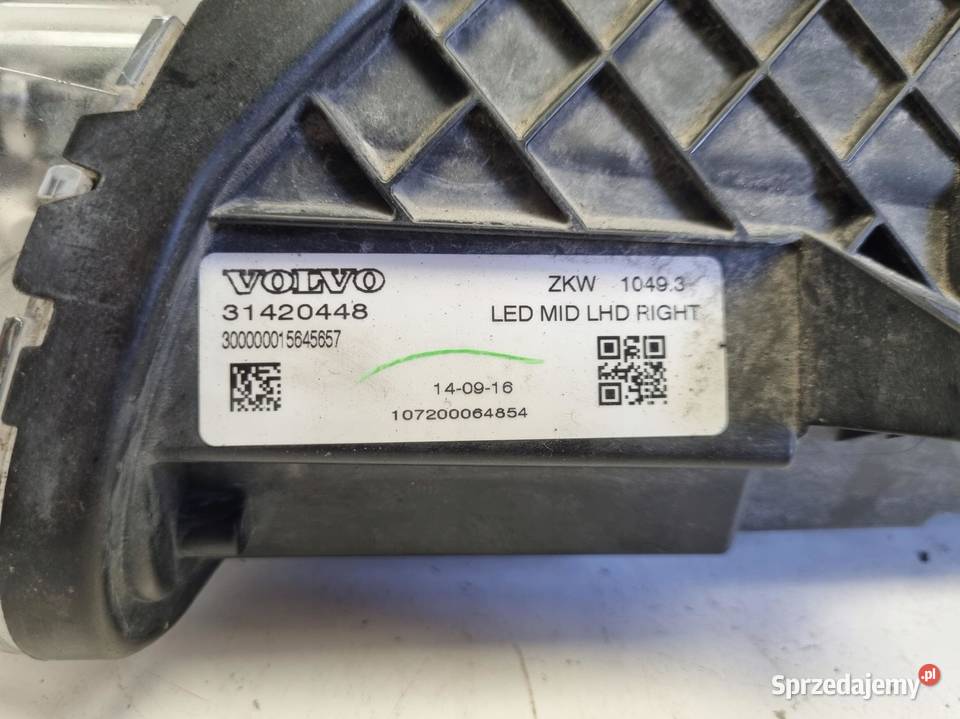 VOLVO
ZKW 1049.3
31420448
LED MID LHD RIGHT
300000015645657
14-09-16
107200064854
Sprzedajemy.pl